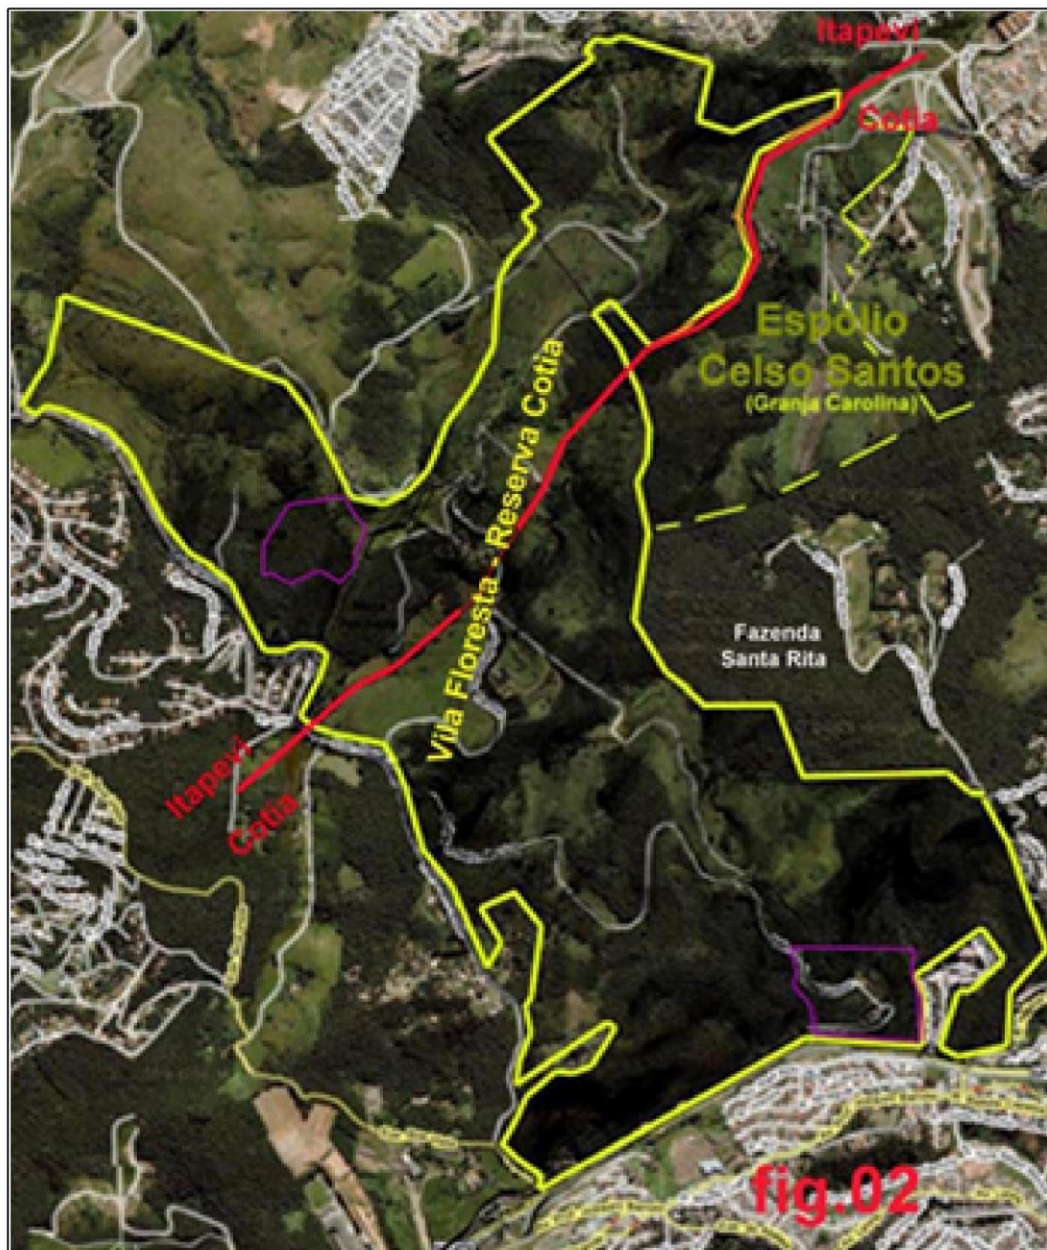 Itapevi
Cotia
Espólio
Celso Santos
(Granja Carolina)
Vila Floresta - Reserva Cotia
Fazenda
Santa Rita
Itapevi
Cotia
fig.02